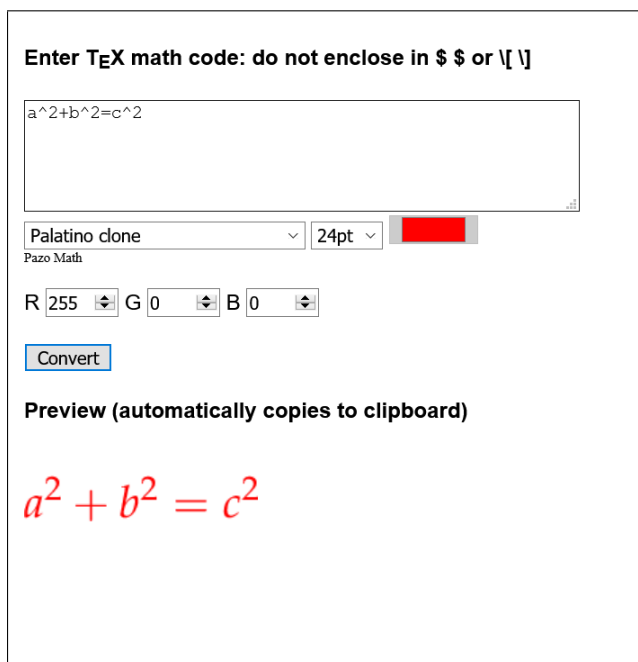 Enter TEX math code: do not enclose in $ $ or \[ \]
a^2+b^2=c^2
Palatino clone 24pt
Pazo Math
R 255 G 0 B 0
Convert
Preview (automatically copies to clipboard)
a² + b² = c²